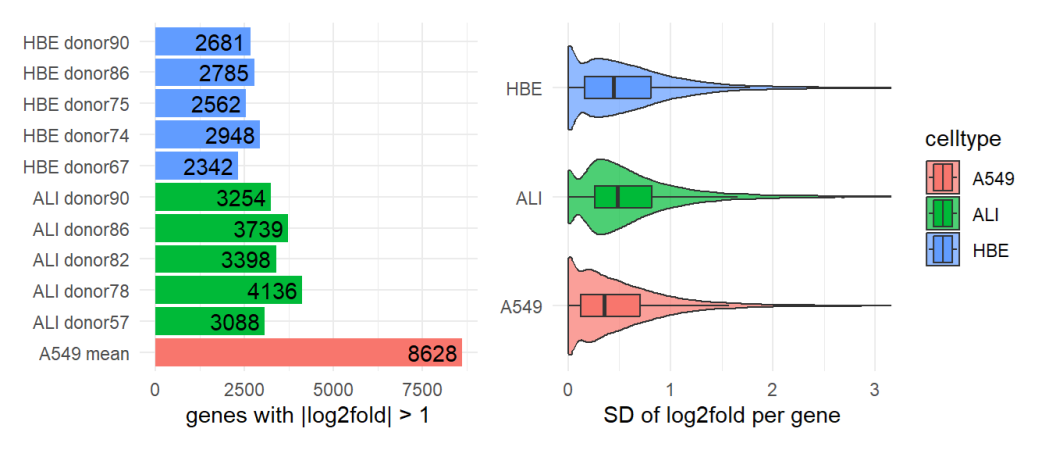 HBE donor90 2681
HBE donor86 2785
HBE donor75 2562
HBE donor74 2948
HBE donor67 2342
ALI donor90 3254
ALI donor86 3739
ALI donor82 3398
ALI donor78 4136
ALI donor57 3088
A549 mean 8628
0 2500 5000 7500
genes with |log2fold| > 1
HBE
ALI
A549
0 1 2 3
SD of log2fold per gene
celltype
A549
ALI
HBE